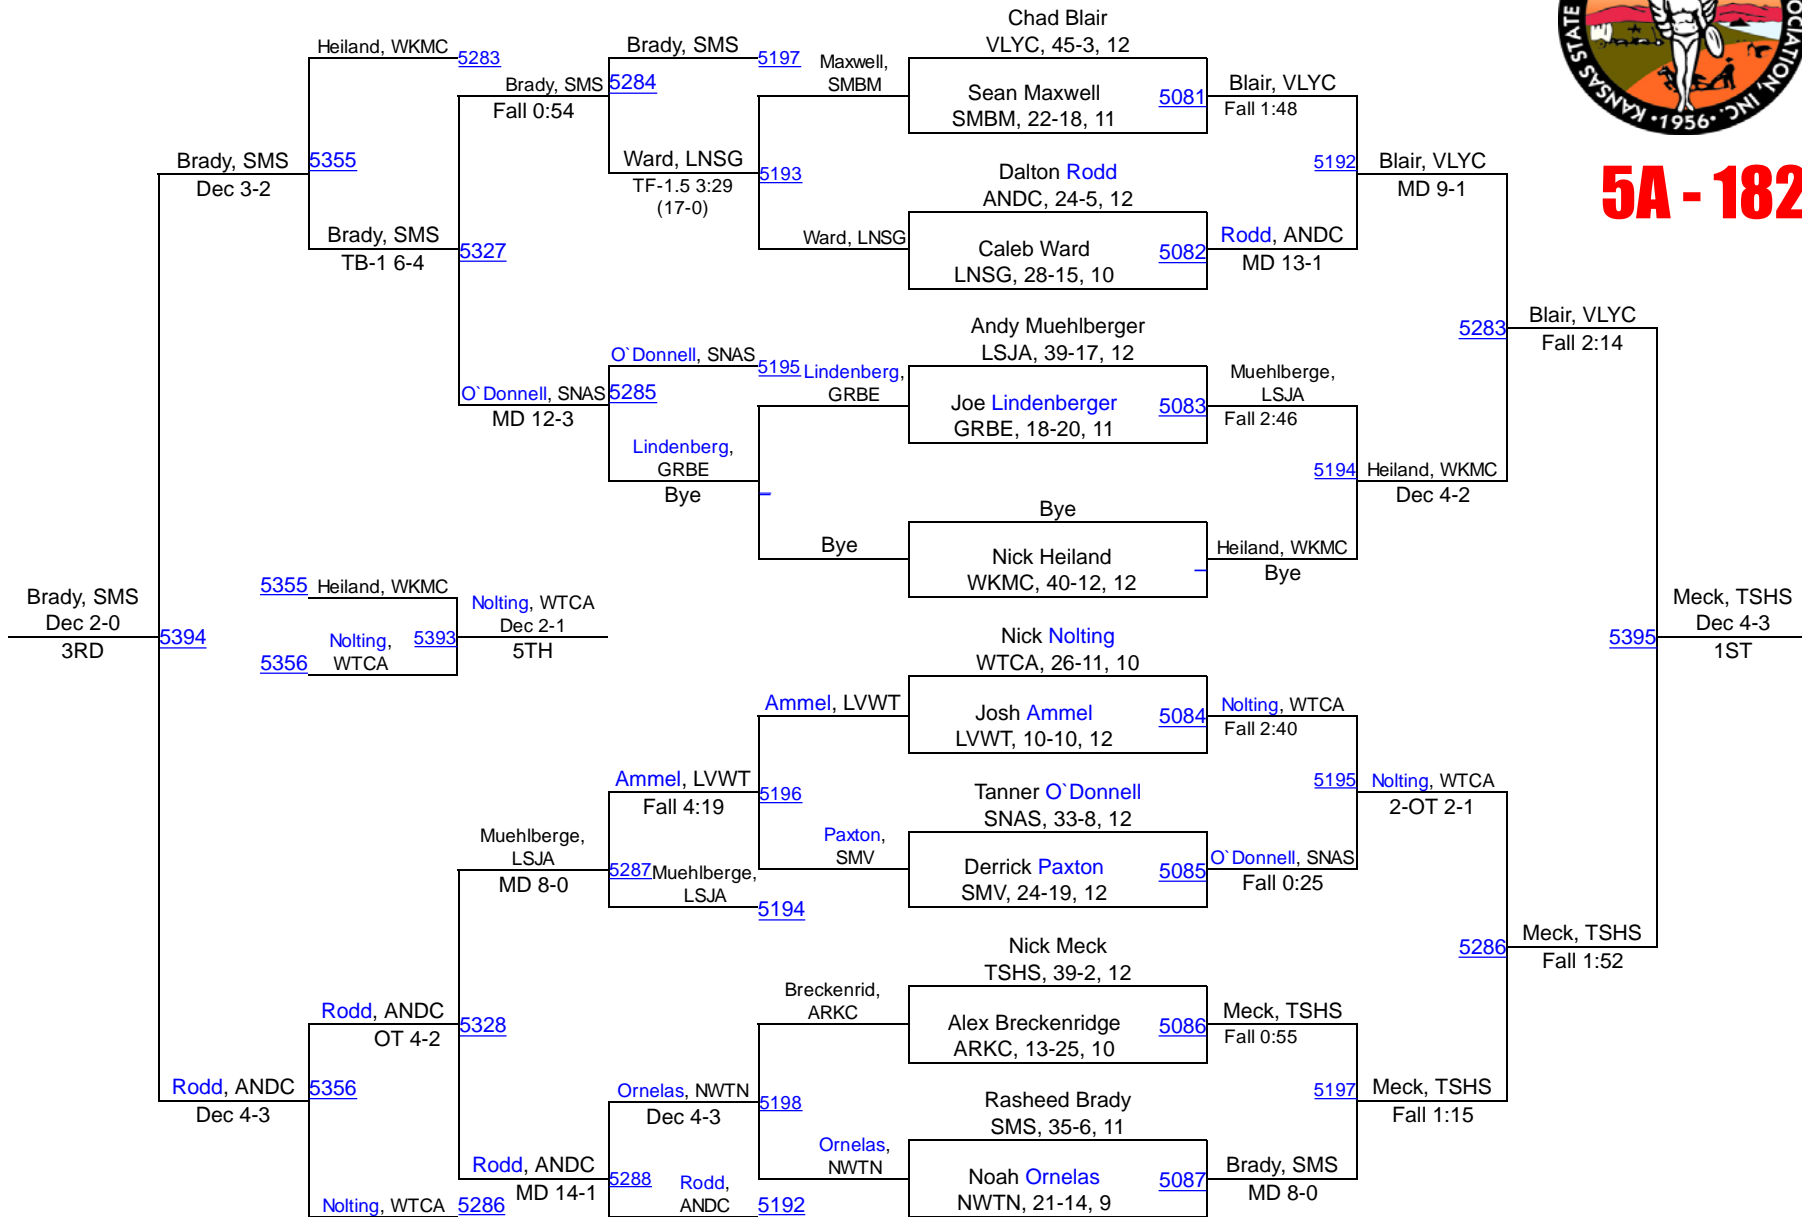 Chad Blair
VLYC, 45-3, 12
Sean Maxwell
SMBM, 22-18, 11
5081
Dalton Rodd
ANDC, 24-5, 12
Caleb Ward
LNSG, 28-15, 10
5082
Andy Muehlberger
LSJA, 39-17, 12
Joe Lindenberger
GRBE, 18-20, 11
5083
Bye
Nick Heiland
WKMC, 40-12, 12
Nick Nolting
WTCA, 26-11, 10
Josh Ammel
LVWT, 10-10, 12
5084
Tanner O`Donnell
SNAS, 33-8, 12
Derrick Paxton
SMV, 24-19, 12
5085
Nick Meck
TSHS, 39-2, 12
Alex Breckenridge
ARKC, 13-25, 10
5086
Rasheed Brady
SMS, 35-6, 11
Noah Ornelas
NWTN, 21-14, 9
5087
Blair, VLYC
Fall 1:48
Rodd, ANDC
MD 13-1
Muehlberge,
LSJA
Fall 2:46
Heiland, WKMC
Bye
Nolting, WTCA
Fall 2:40
O`Donnell, SNAS
Fall 0:25
Meck, TSHS
Fall 0:55
Brady, SMS
MD 8-0
5192
Blair, VLYC
MD 9-1
5194
Heiland, WKMC
Dec 4-2
5195
Nolting, WTCA
2-OT 2-1
5197
Meck, TSHS
Fall 1:15
5283
Blair, VLYC
Fall 2:14
5286
Meck, TSHS
Fall 1:52
5395
Meck, TSHS
Dec 4-3
1ST
Maxwell,
SMBM
Ward, LNSG
Lindenberg,
GRBE
Bye
Ammel, LVWT
Paxton,
SMV
Breckenrid,
ARKC
Ornelas,
NWTN
Brady, SMS
5197
Ward, LNSG
5193
TF-1.5 3:29
(17-0)
O`Donnell, SNAS
5195
Lindenberg,
GRBE
Bye
Ammel, LVWT
5196
Fall 4:19
Muehlberge,
LSJA
5194
Ornelas, NWTN
5198
Dec 4-3
Rodd,
ANDC
5192
Brady, SMS
5284
Fall 0:54
O`Donnell, SNAS
5285
MD 12-3
Muehlberge,
LSJA
5287
MD 8-0
Rodd, ANDC
5288
MD 14-1
Heiland, WKMC
5283
Brady, SMS
5327
TB-1 6-4
Rodd, ANDC
5328
OT 4-2
Nolting, WTCA
5286
Brady, SMS
5355
Dec 3-2
Rodd, ANDC
5356
Dec 4-3
5355
Heiland, WKMC
5356
Nolting,
WTCA
5393
Nolting, WTCA
Dec 2-1
5TH
Brady, SMS
Dec 2-0
3RD
5394
KANSAS STATE
OCIATION, INC.
•1956•
5A - 182